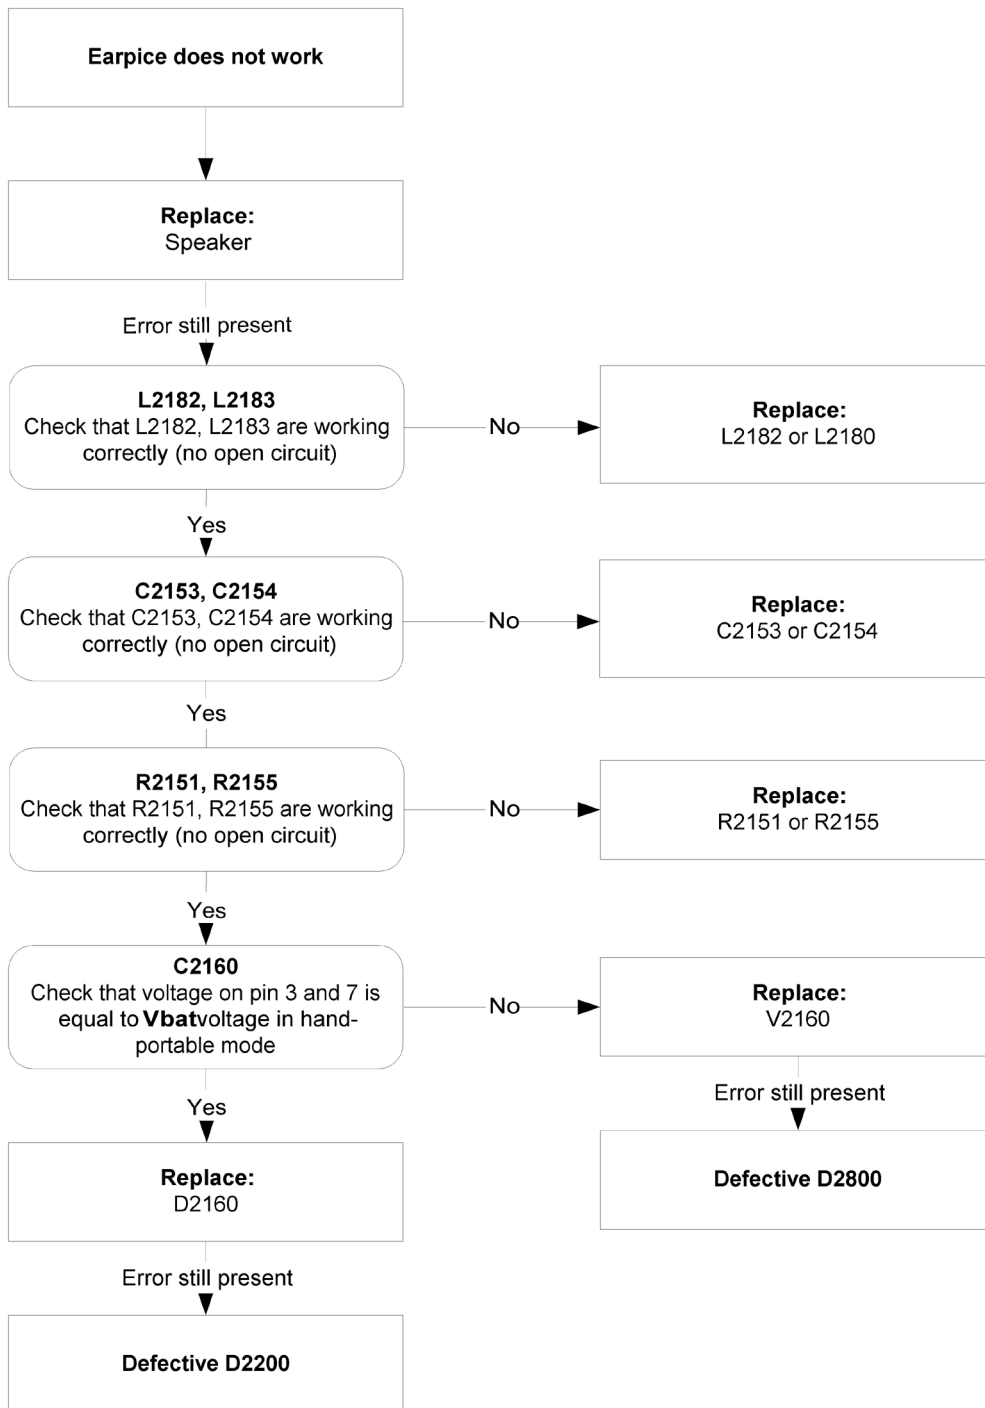 Earpice does not work
Replace:
Speaker
Error still present
L2182, L2183
Check that L2182, L2183 are working
correctly (no open circuit)
No
Replace:
L2182 or L2180
Yes
C2153, C2154
Check that C2153, C2154 are working
correctly (no open circuit)
No
Replace:
C2153 or C2154
Yes
R2151, R2155
Check that R2151, R2155 are working
correctly (no open circuit)
No
Replace:
R2151 or R2155
Yes
C2160
Check that voltage on pin 3 and 7 is
equal to Vbatvoltage in hand-
portable mode
No
Replace:
V2160
Error still present
Defective D2800
Yes
Replace:
D2160
Error still present
Defective D2200